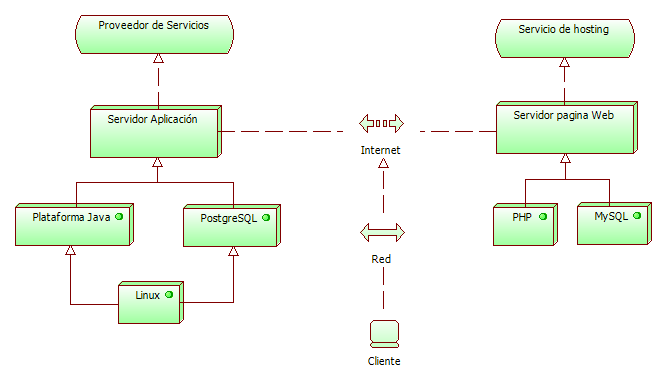 Proveedor de Servicios
Servicio de hosting
Servidor Aplicación
Servidor pagina Web
Internet
Plataforma Java
PostgreSQL
PHP
MySQL
Red
Linux
Cliente